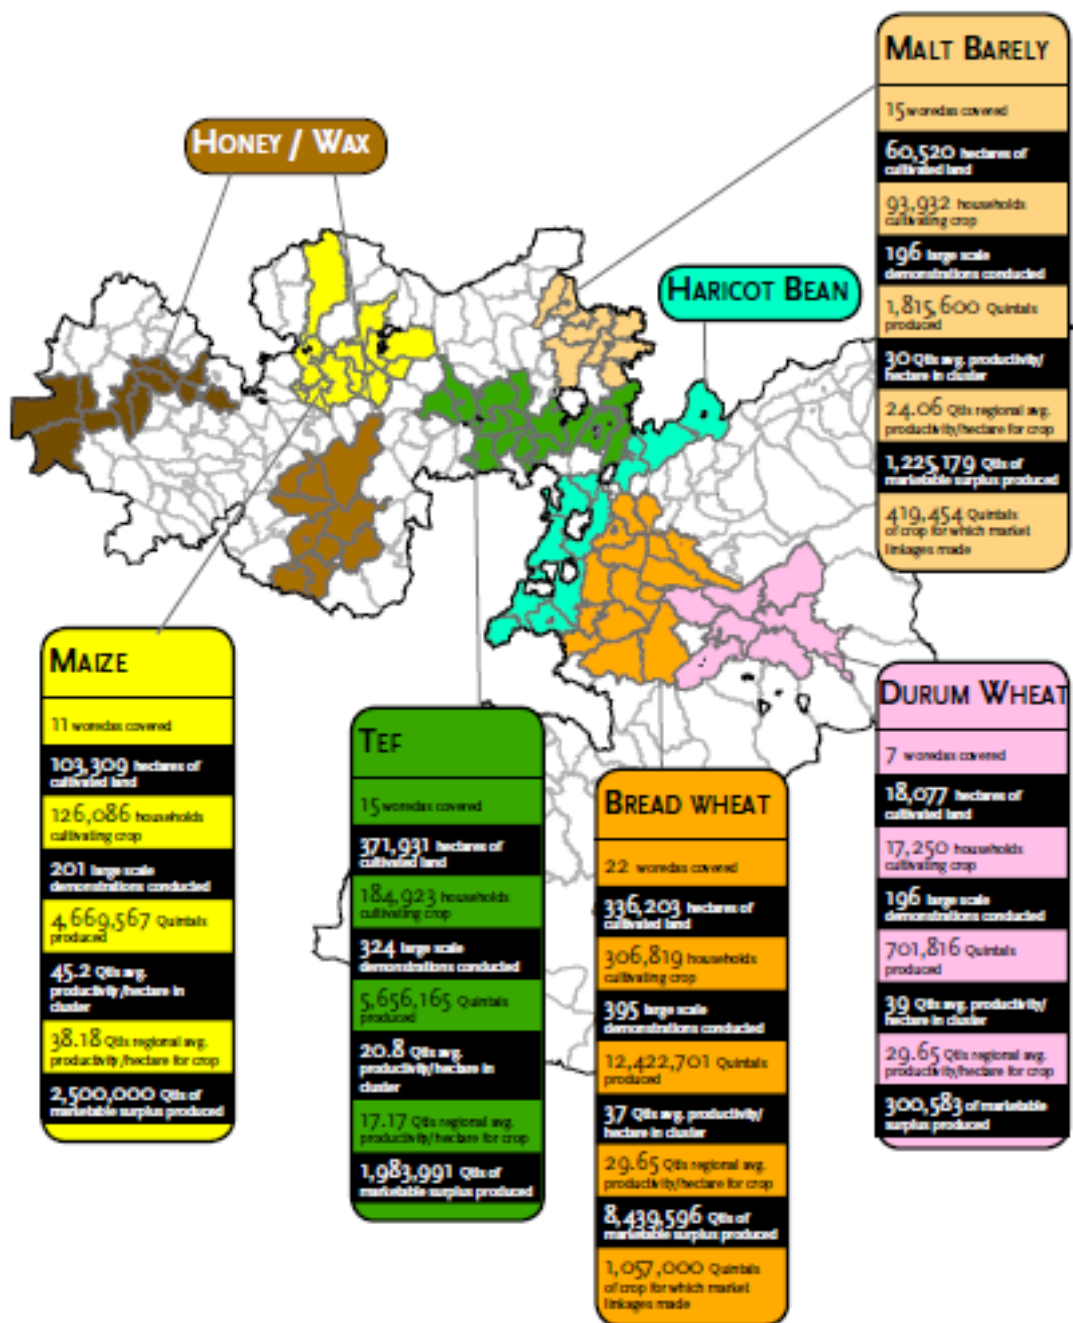 MALT BARELY
15 woredas covered
60,520 hectares of
cultivated land
93,932 households
cultivating crop
196 large scale
demonstrations conducted
1,815,600 Quintals
produced
30 Qtls avg. productivity/
hectare in cluster
24.06 Qtls regional avg.
productivity/hectare for crop
1,225,179 Qtls of
marketable surplus produced
419,454 Quintals
of crop for which market
linkages made
HONEY / WAX
HARICOT BEAN
MAIZE
11 woredas covered
103,309 hectares of
cultivated land
126,086 households
cultivating crop
201 large scale
demonstrations conducted
4,669,567 Quintals
produced
45.2 Qtls avg.
productivity/hectare in
cluster
38.18 Qtls regional avg.
productivity/hectare for crop
2,500,000 Qtls of
marketable surplus produced
TEF
15 woredas covered
371,931 hectares of
cultivated land
184,923 households
cultivating crop
324 large scale
demonstrations conducted
5,656,165 Quintals
produced
20.8 Qtls avg.
productivity/hectare in
cluster
17.17 Qtls regional avg.
productivity/hectare for crop
1,983,991 Qtls of
marketable surplus produced
BREAD WHEAT
22 woredas covered
336,203 hectares of
cultivated land
306,819 households
cultivating crop
395 large scale
demonstrations conducted
12,422,701 Quintals
produced
37 Qtls avg. productivity/
hectare in cluster
29.65 Qtls regional avg.
productivity/hectare for crop
8,439,596 Qtls of
marketable surplus produced
1,057,000 Quintals
of crop for which market
linkages made
DURUM WHEAT
7 woredas covered
18,077 hectares of
cultivated land
17,250 households
cultivating crop
196 large scale
demonstrations conducted
701,816 Quintals
produced
39 Qtls avg. productivity/
hectare in cluster
29.65 Qtls regional avg.
productivity/hectare for crop
300,583 of marketable
surplus produced